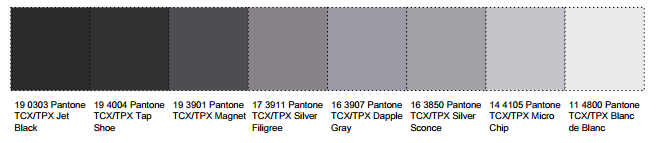 19 0303 Pantone
TCX/TPX Jet
Black
19 4004 Pantone
TCX/TPX Tap
Shoe
19 3901 Pantone
TCX/TPX Magnet
17 3911 Pantone
TCX/TPX Silver
Filigree
16 3907 Pantone
TCX/TPX Dapple
Gray
16 3850 Pantone
TCX/TPX Silver
Sconce
14 4105 Pantone
TCX/TPX Micro
Chip
11 4800 Pantone
TCX/TPX Blanc
de Blanc